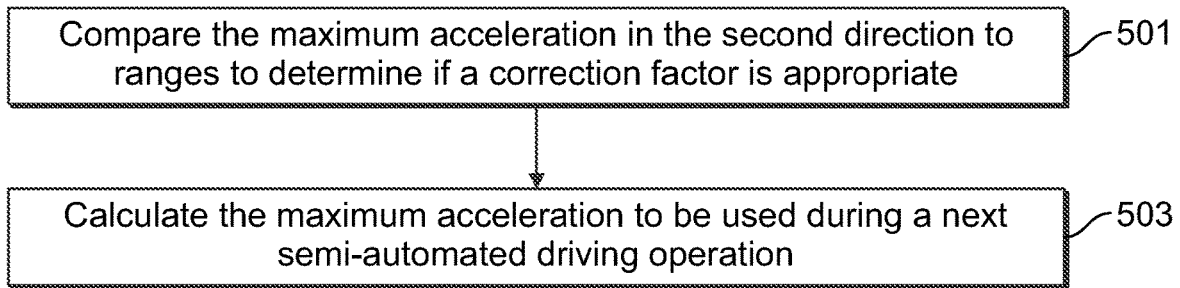 Compare the maximum acceleration in the second direction to
ranges to determine if a correction factor is appropriate
501
Calculate the maximum acceleration to be used during a next
semi-automated driving operation
503